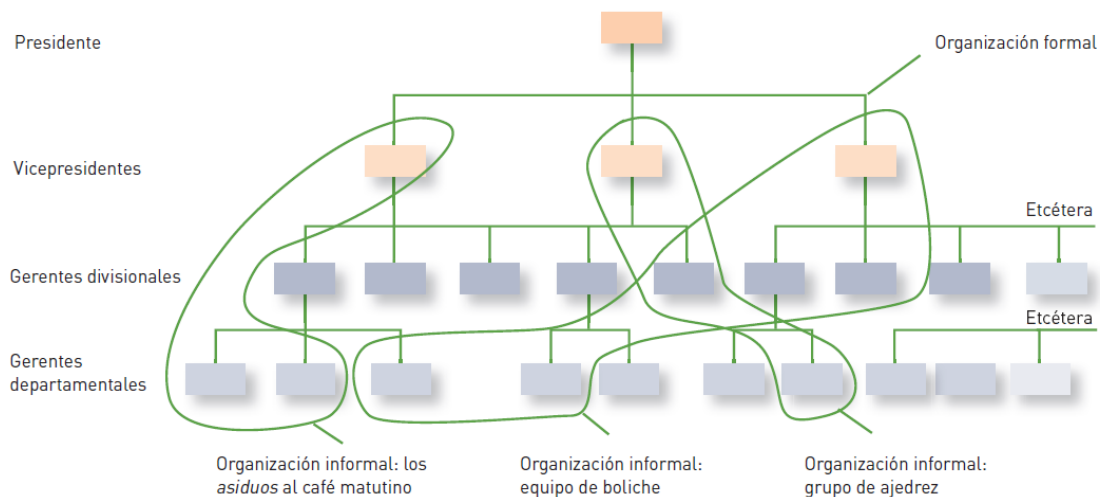 Presidente
Organización formal
Vicepresidentes
Etcétera
Gerentes divisionales
Etcétera
Gerentes
departamentales
Organización informal: los
asiduos al café matutino
Organización informal:
equipo de boliche
Organización informal:
grupo de ajedrez